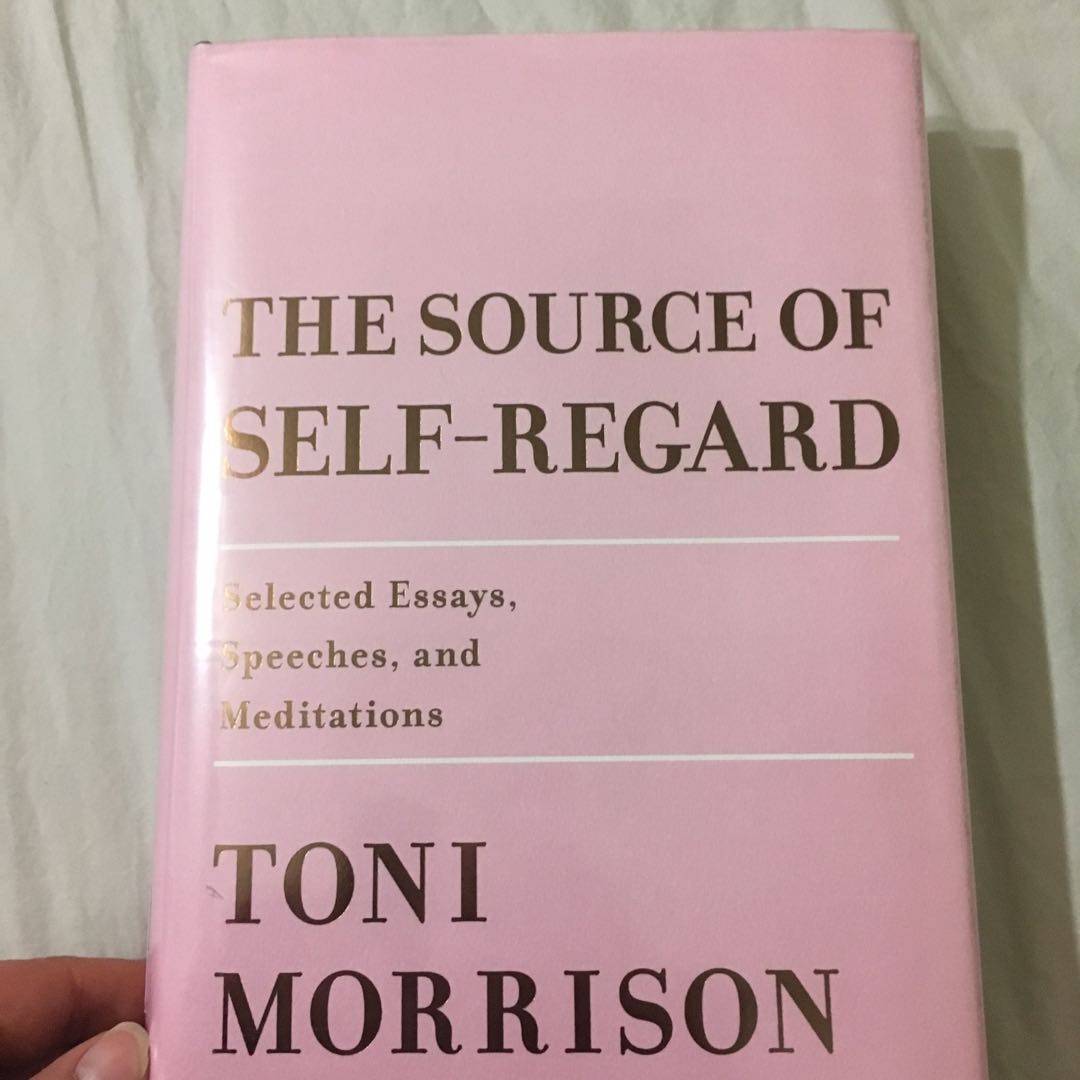 THE SOURCE OF
SELF-REGARD
Selected Essays,
Speeches, and
Meditations
TONI
MORRISON